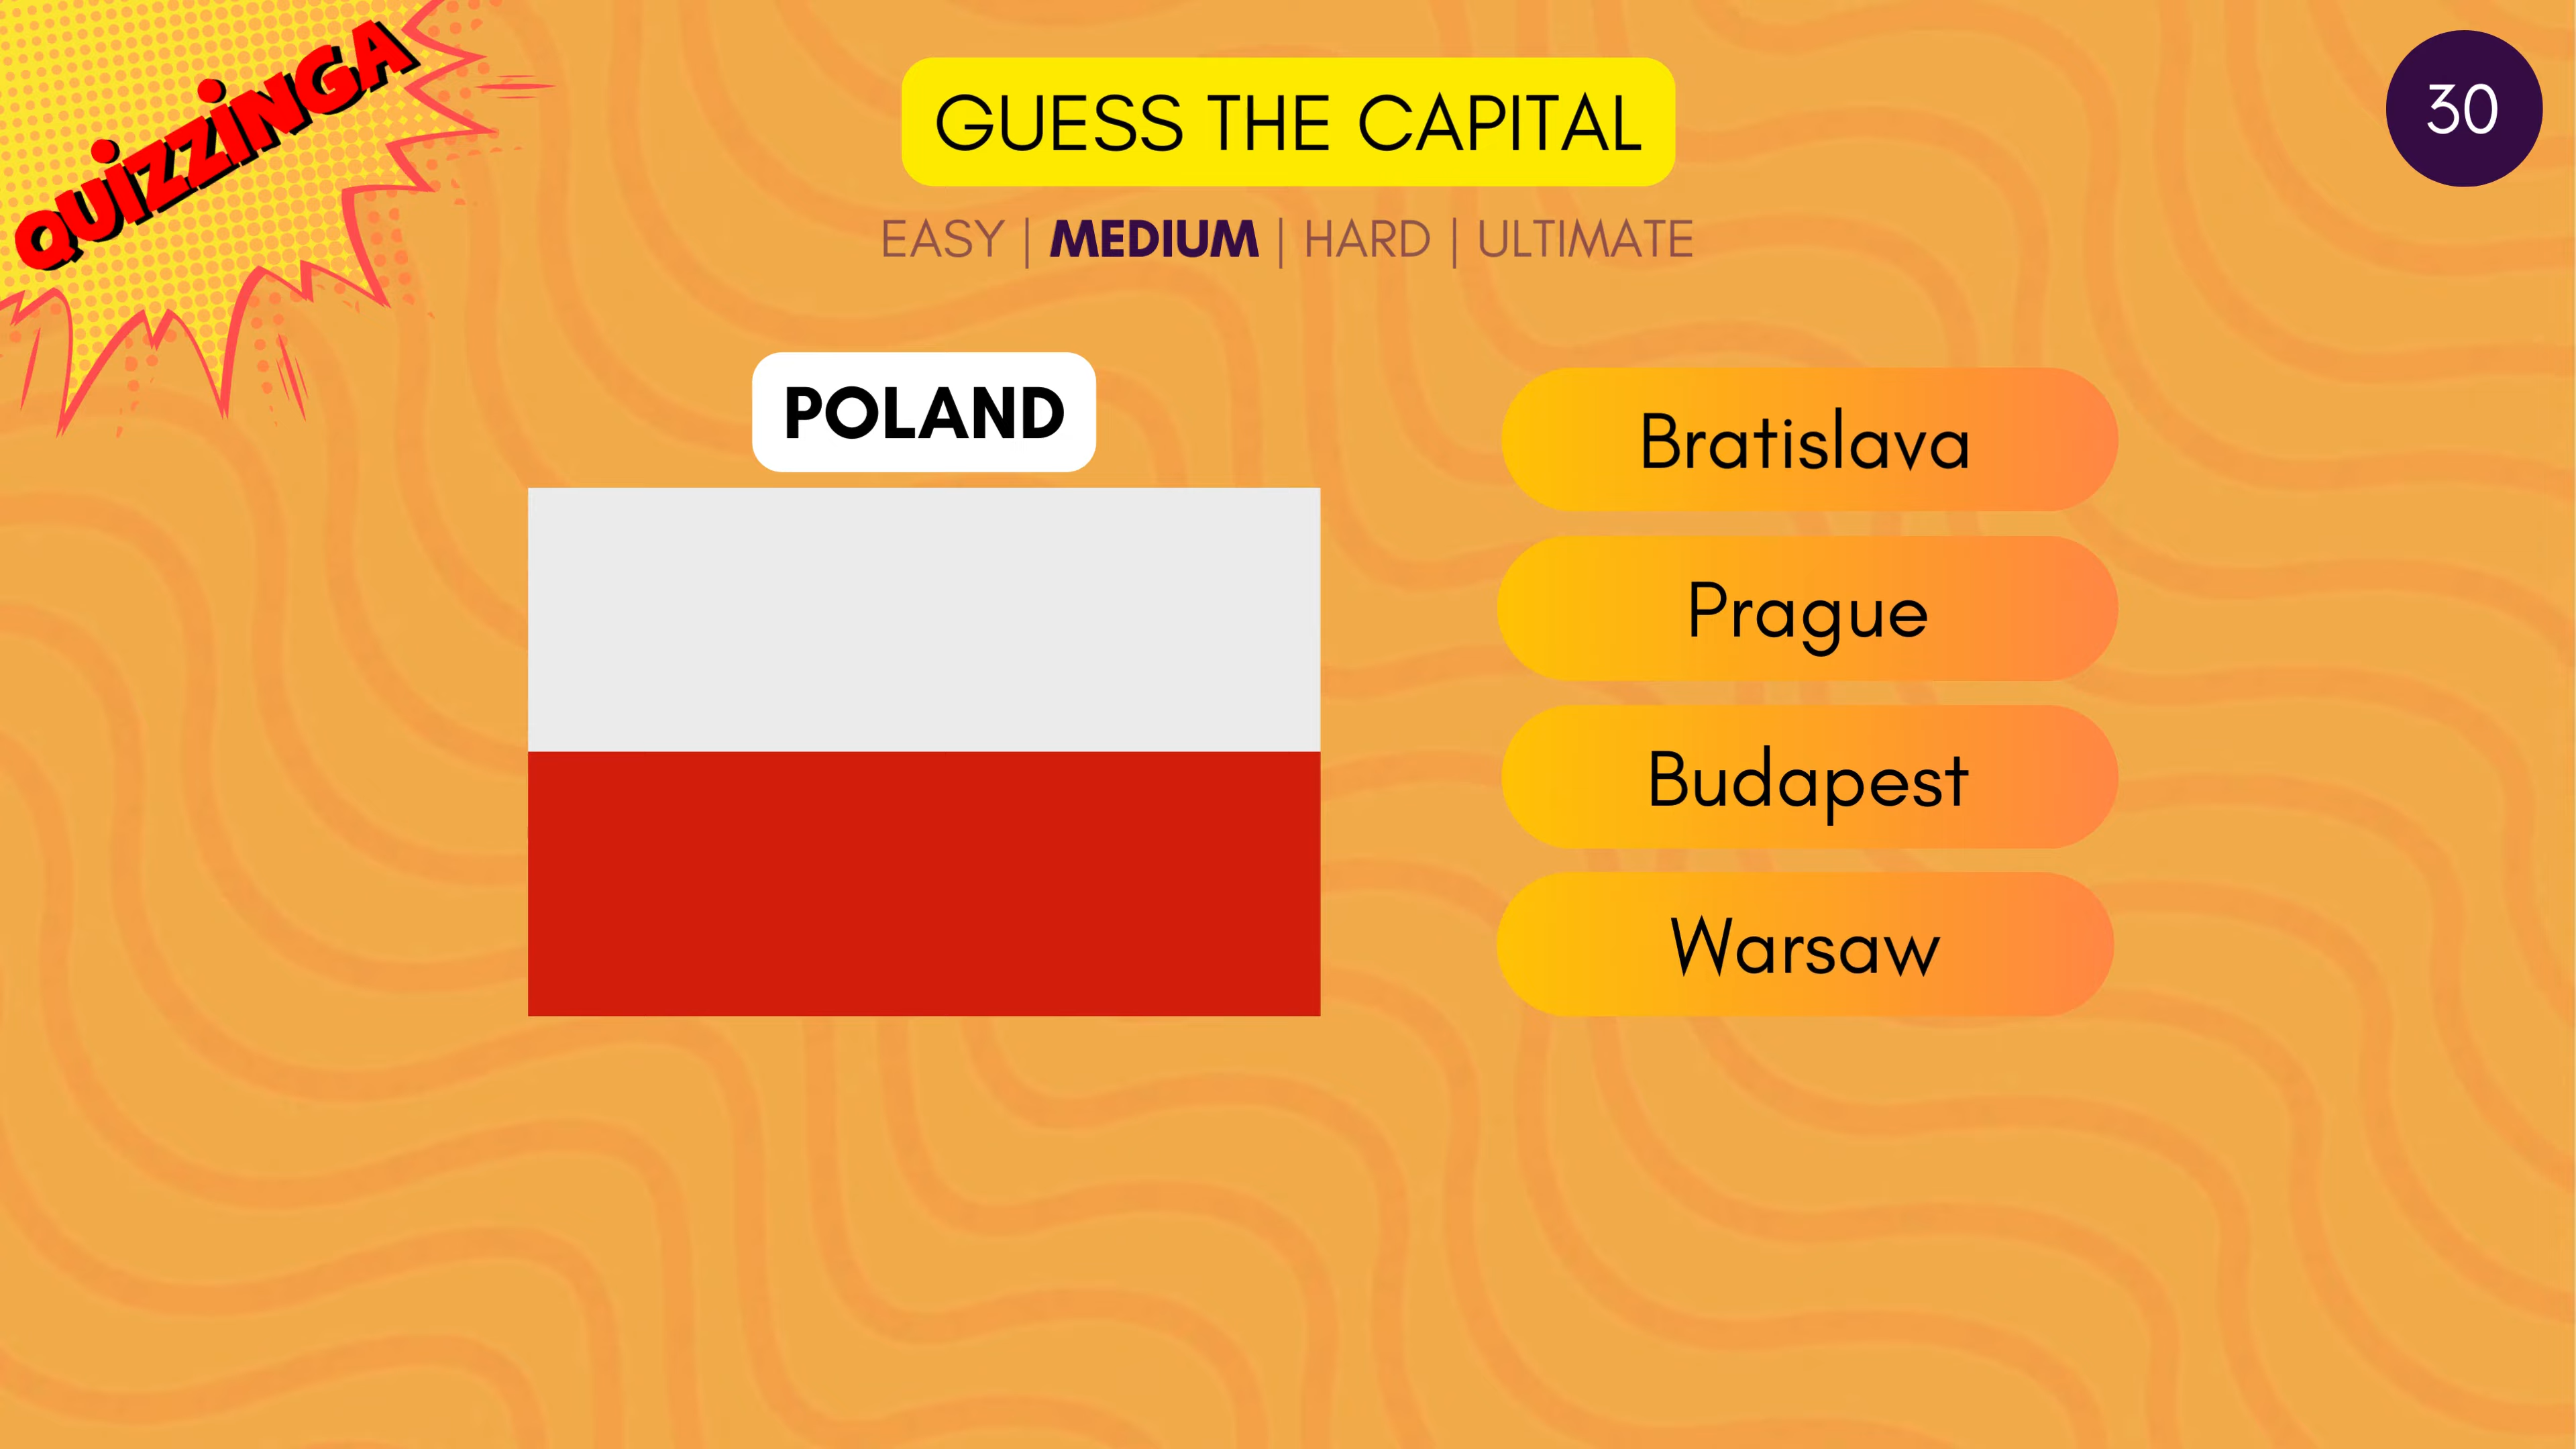 QUIZZINGA
GUESS THE CAPITAL
30
EASY | MEDIUM | HARD | ULTIMATE
POLAND
Bratislava
Prague
Budapest
Warsaw